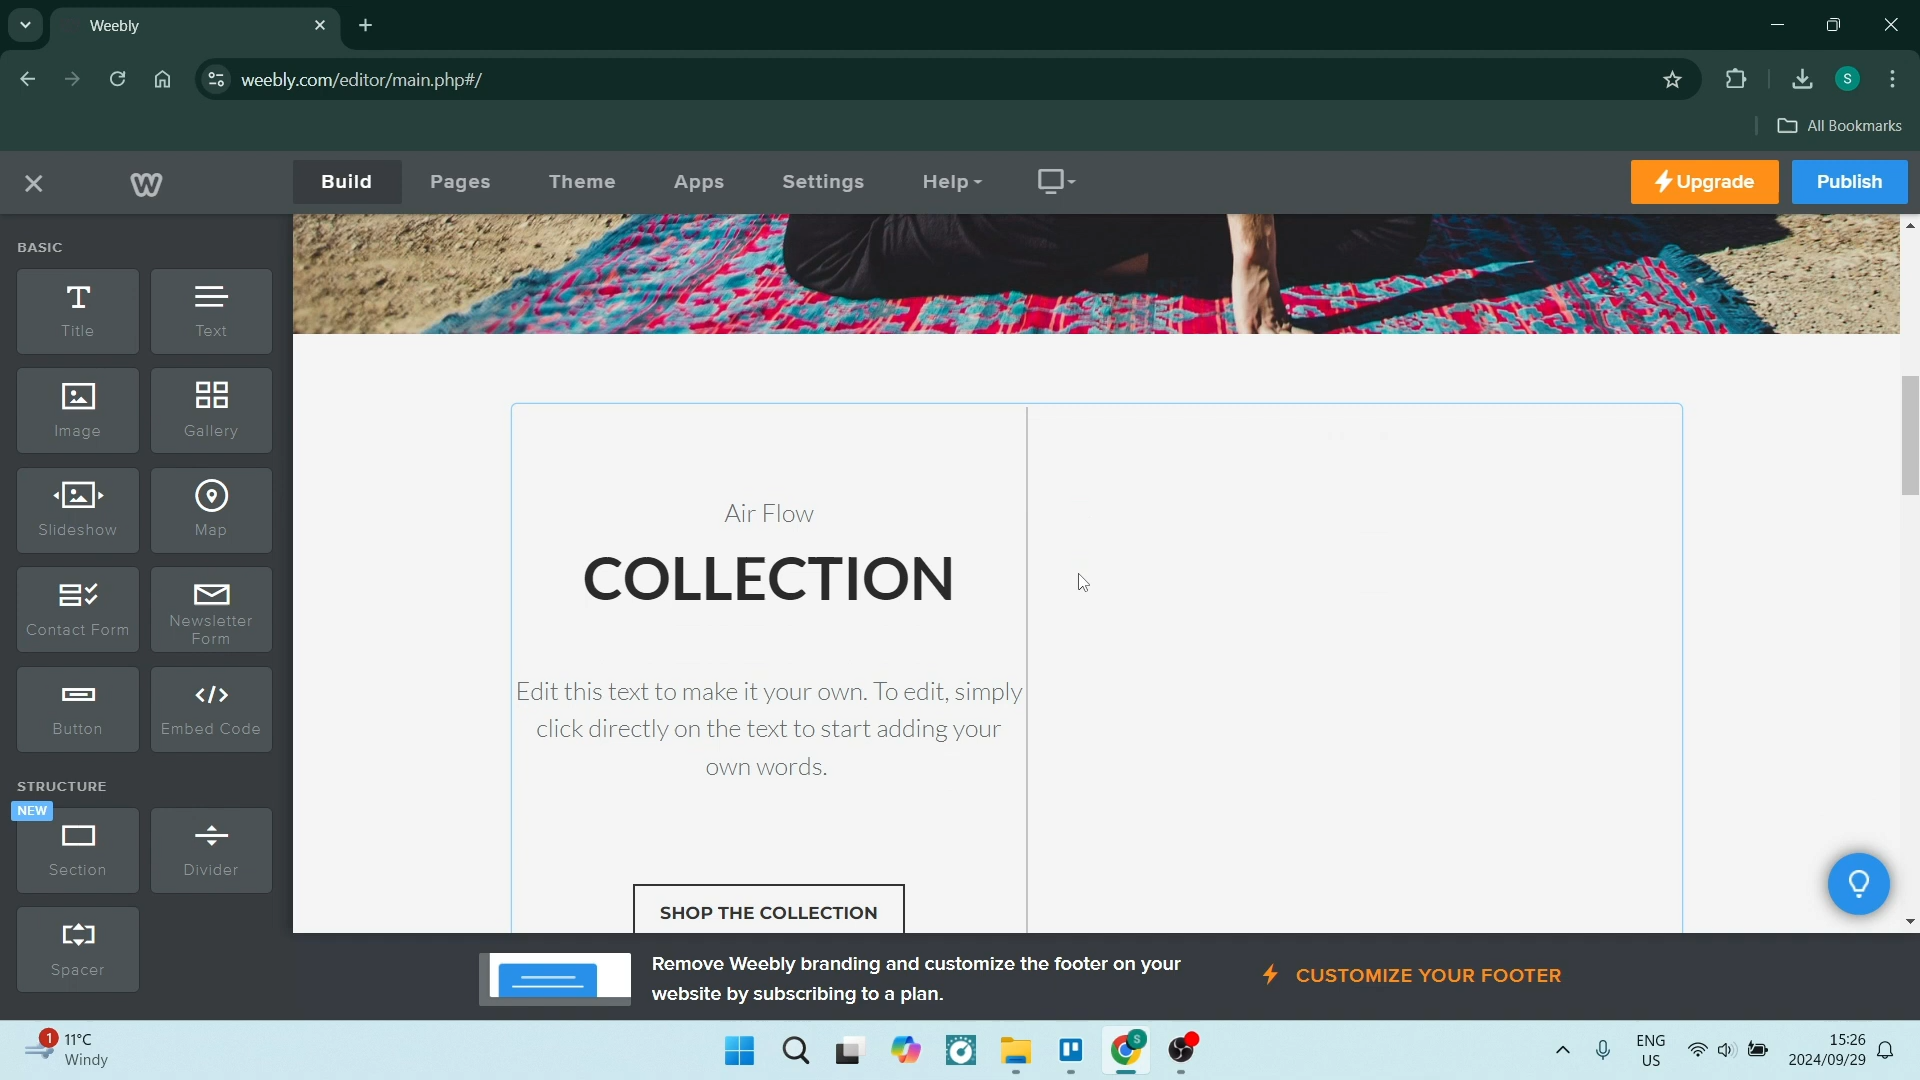 Weebly
weebly.com/editor/main.php#/
S
All Bookmarks
Build
Pages
Theme
Apps
Settings
Help
Upgrade
Publish
BASIC
Title
Text
Image
Gallery
Slideshow
Map
Contact Form
Newsletter
Form
Button
Embed Code
STRUCTURE
NEW
Section
Divider
Spacer
Air Flow
COLLECTION
Edit this text to make it your own. To edit, simply
click directly on the text to start adding your
own words.
SHOP THE COLLECTION
Remove Weebly branding and customize the footer on your
website by subscribing to a plan.
CUSTOMIZE YOUR FOOTER
1
11°C
Windy
S
ENG
US
15:26
2024/09/29